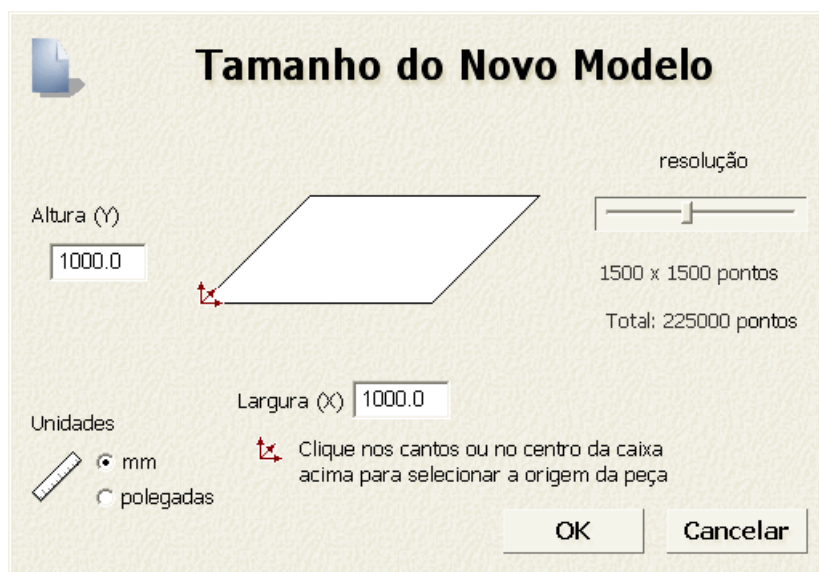 Tamanho do Novo Modelo
resolução
Altura (Y)
1000.0
1500 x 1500 pontos
Total: 225000 pontos
Largura (X) 1000.0
Unidades
mm
polegadas
Clique nos cantos ou no centro da caixa
acima para selecionar a origem da peça
OK
Cancelar